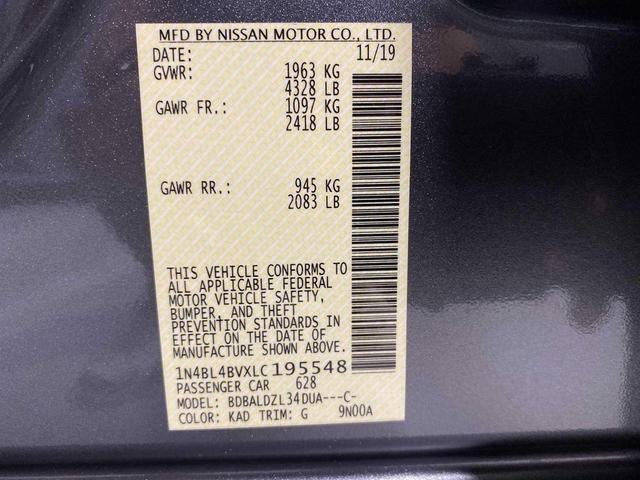 MFD BY NISSAN MOTOR CO., LTD.
DATE: 11/19
GVWR: 1963 KG
4328 LB
GAWR FR.: 1097 KG
2418 LB
GAWR RR.: 945 KG
2083 LB
THIS VEHICLE CONFORMS TO
ALL APPLICABLE FEDERAL
MOTOR VEHICLE SAFETY,
BUMPER, AND THEFT
PREVENTION STANDARDS IN
EFFECT ON THE DATE OF
MANUFACTURE SHOWN ABOVE.
1N4BL4BVXLC195548
PASSENGER CAR 628
MODEL: BDBALDZL34DUA---C-
COLOR: KAD TRIM: G 9N00A